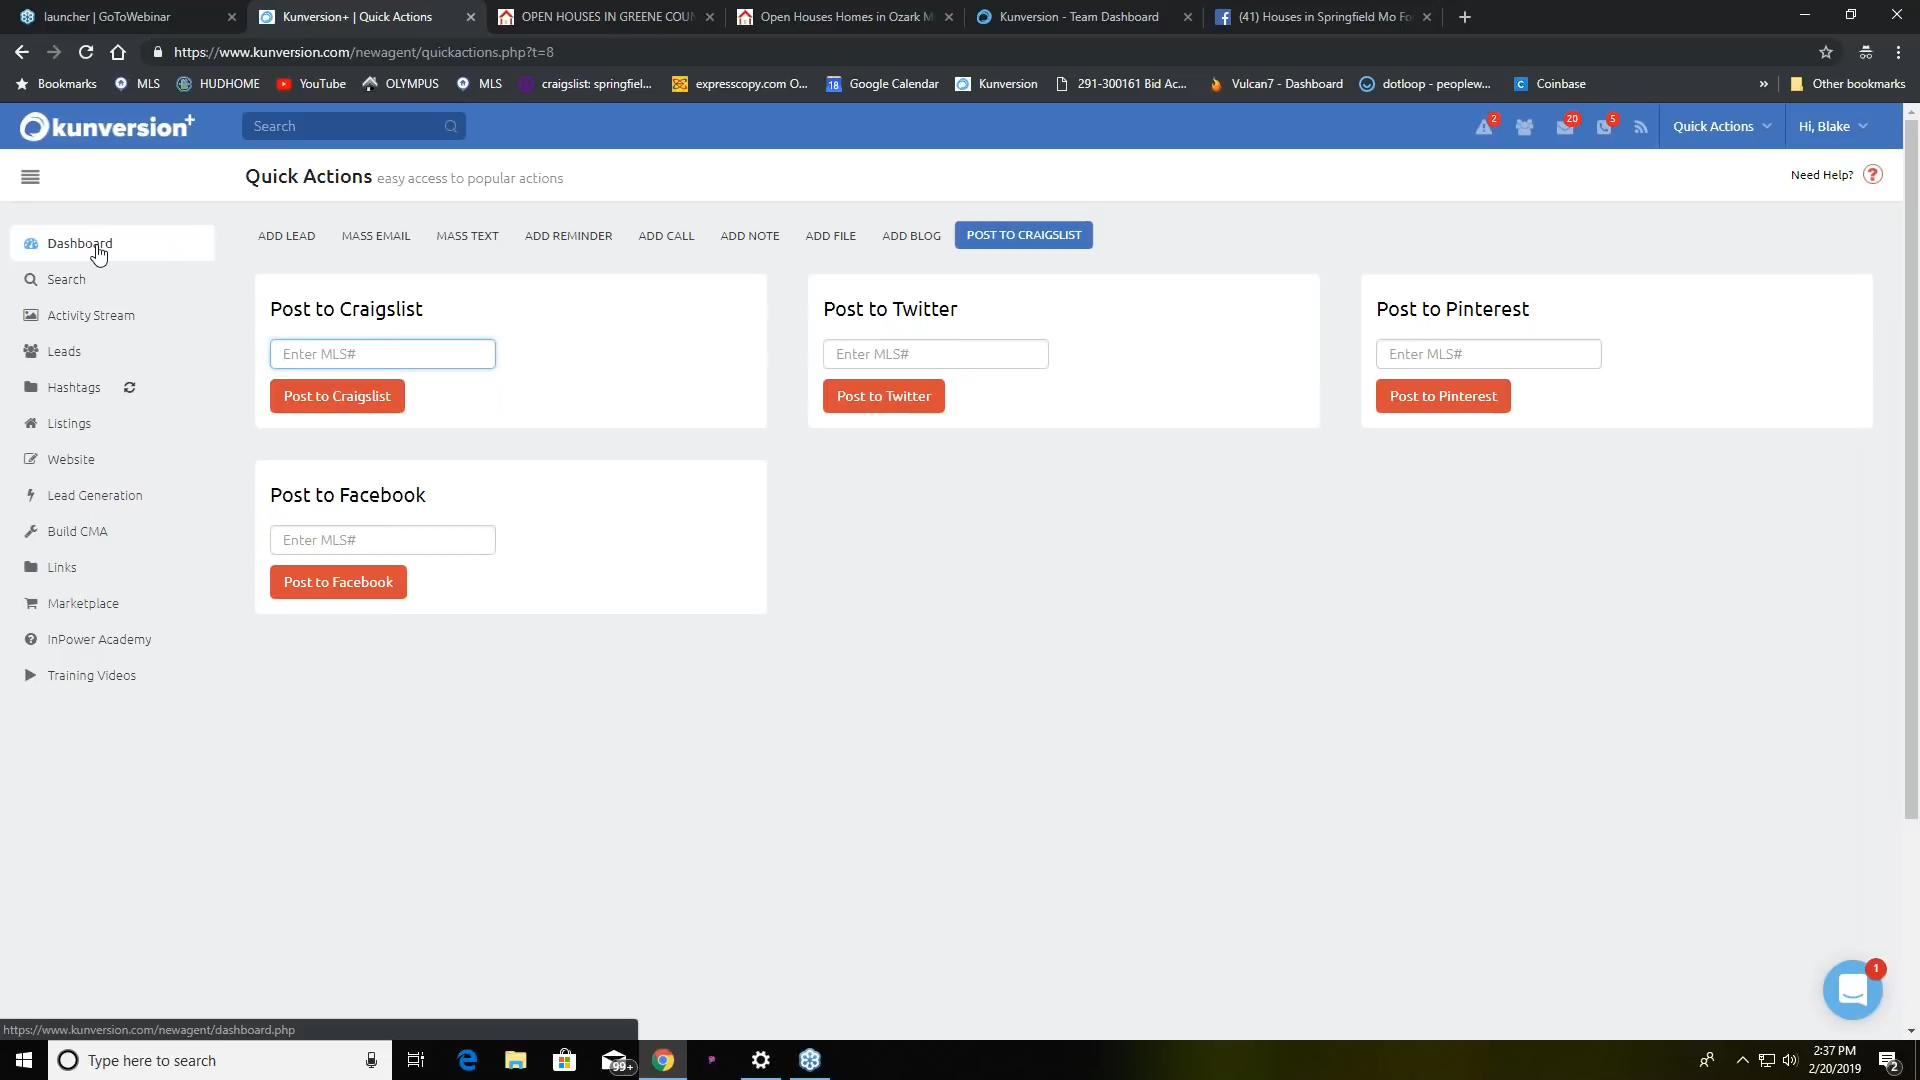 launcher | GoToWebinar
Kunversion+ | Quick Actions
OPEN HOUSES IN GREENE COUN
Open Houses Homes in Ozark M
Kunversion - Team Dashboard
(41) Houses in Springfield Mo Fo
https://www.kunversion.com/newagent/quickactions.php?t=8
Bookmarks
MLS
HUDHOME
YouTube
OLYMPUS
MLS
craigslist: springfiel...
expresscopy.com O...
18
Google Calendar
Kunversion
291-300161 Bid Ac...
Vulcan7 - Dashboard
dotloop - peoplew...
C
Coinbase
»
Other bookmarks
kunversion+
Search
2
20
5
Quick Actions
Hi, Blake
Quick Actions easy access to popular actions
Need Help? ?
Dashboard
Search
Activity Stream
Leads
Hashtags
Listings
Website
Lead Generation
Build CMA
Links
Marketplace
InPower Academy
Training Videos
ADD LEAD
MASS EMAIL
MASS TEXT
ADD REMINDER
ADD CALL
ADD NOTE
ADD FILE
ADD BLOG
POST TO CRAIGSLIST
Post to Craigslist
Enter MLS#
Post to Craigslist
Post to Twitter
Enter MLS#
Post to Twitter
Post to Pinterest
Enter MLS#
Post to Pinterest
Post to Facebook
Enter MLS#
Post to Facebook
1
https://www.kunversion.com/newagent/dashboard.php
Type here to search
99+
2:37 PM
2/20/2019
2